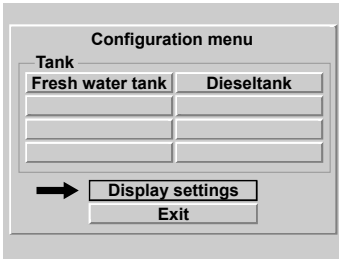 Configuration menu
Tank
Fresh water tank Dieseltank
Display settings
Exit